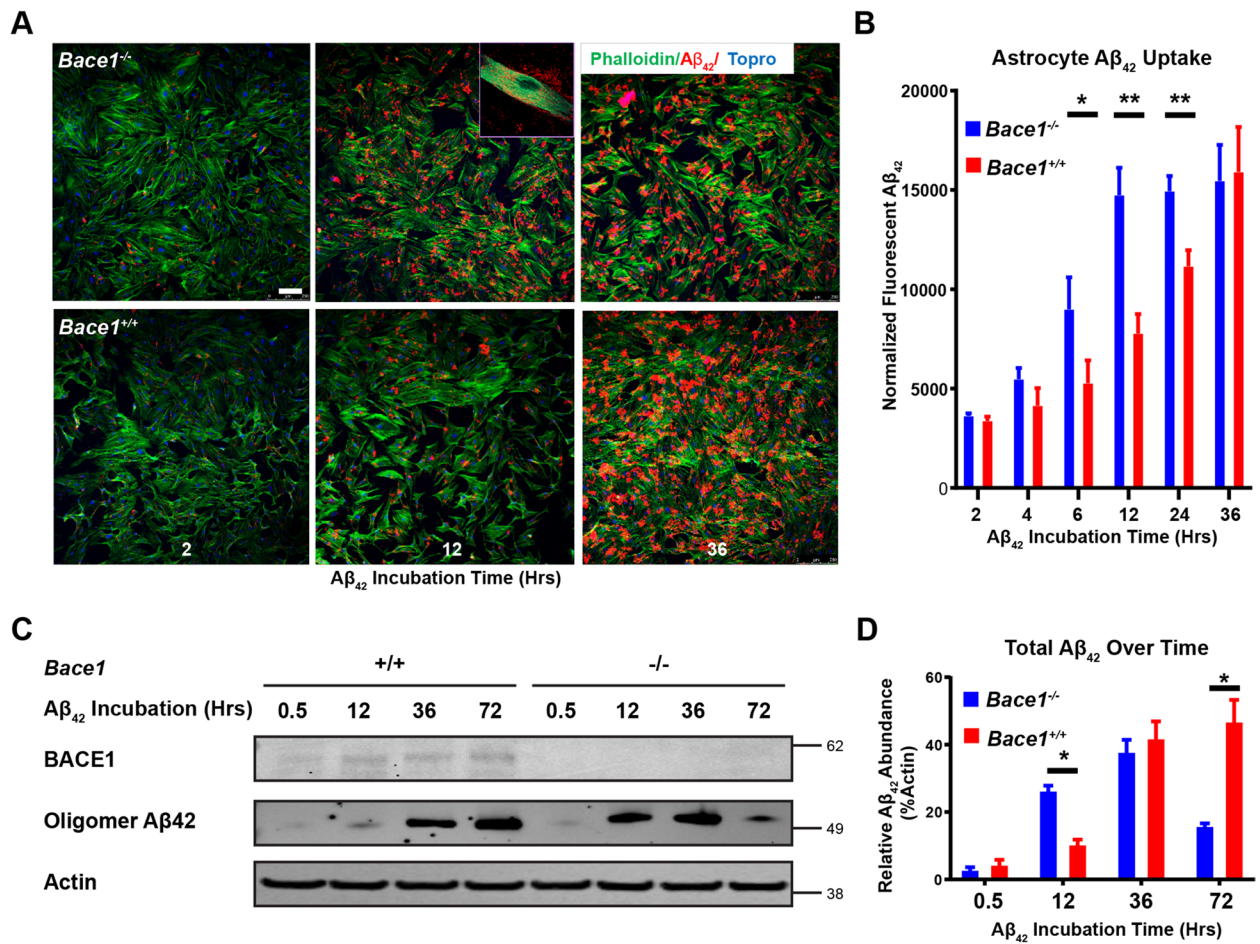 A
Bace1-/-
Phalloidin/Aβ42/ Topro
Bace1+/+
2
12
36
Aβ42 Incubation Time (Hrs)
B
Astrocyte Aβ42 Uptake
Normalized Fluorescent Aβ42
20000
15000
10000
5000
0
* ** **
Bace1-/-
Bace1+/+
2 4 6 12 24 36
Aβ42 Incubation Time (Hrs)
C
Bace1 +/+ -/-
Aβ42 Incubation (Hrs) 0.5 12 36 72 0.5 12 36 72
BACE1 62
Oligomer Aβ42 49
Actin 38
D
Total Aβ42 Over Time
Relative Aβ42 Abundance
(%Actin)
60
40
20
0
Bace1-/-
Bace1+/+
* *
0.5 12 36 72
Aβ42 Incubation Time (Hrs)